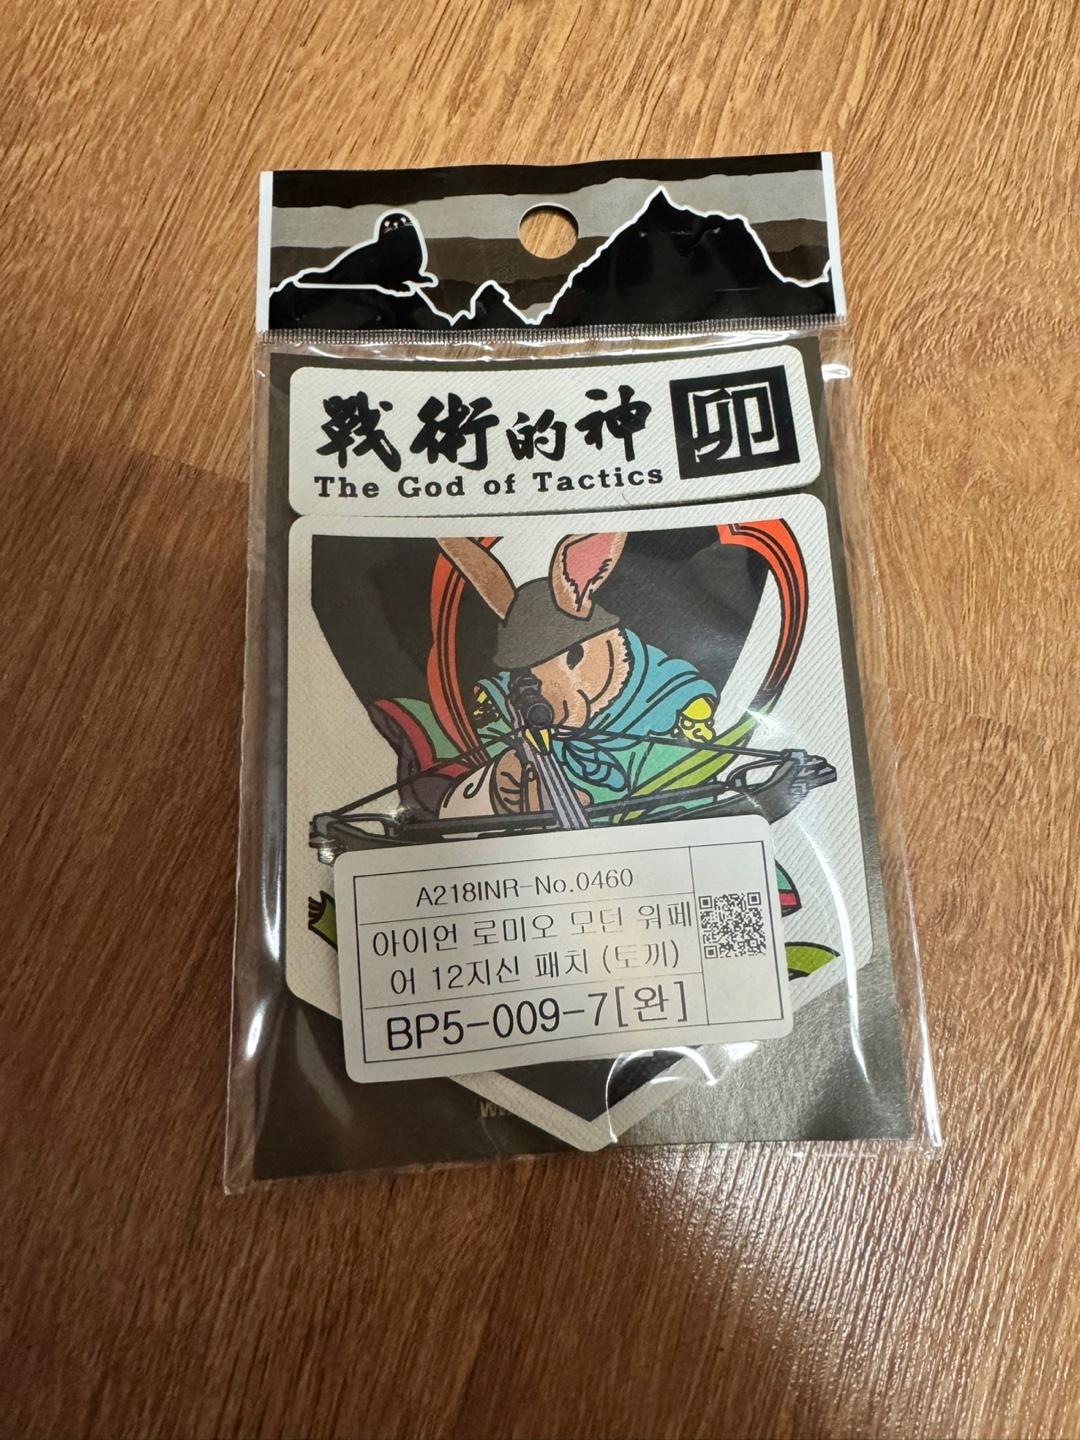 戰術的神 卯
The God of Tactics
A218INR-No.0460
아이언 로미오 모던 워페
어 12지신 패치 (토끼)
BP5-009-7[완]